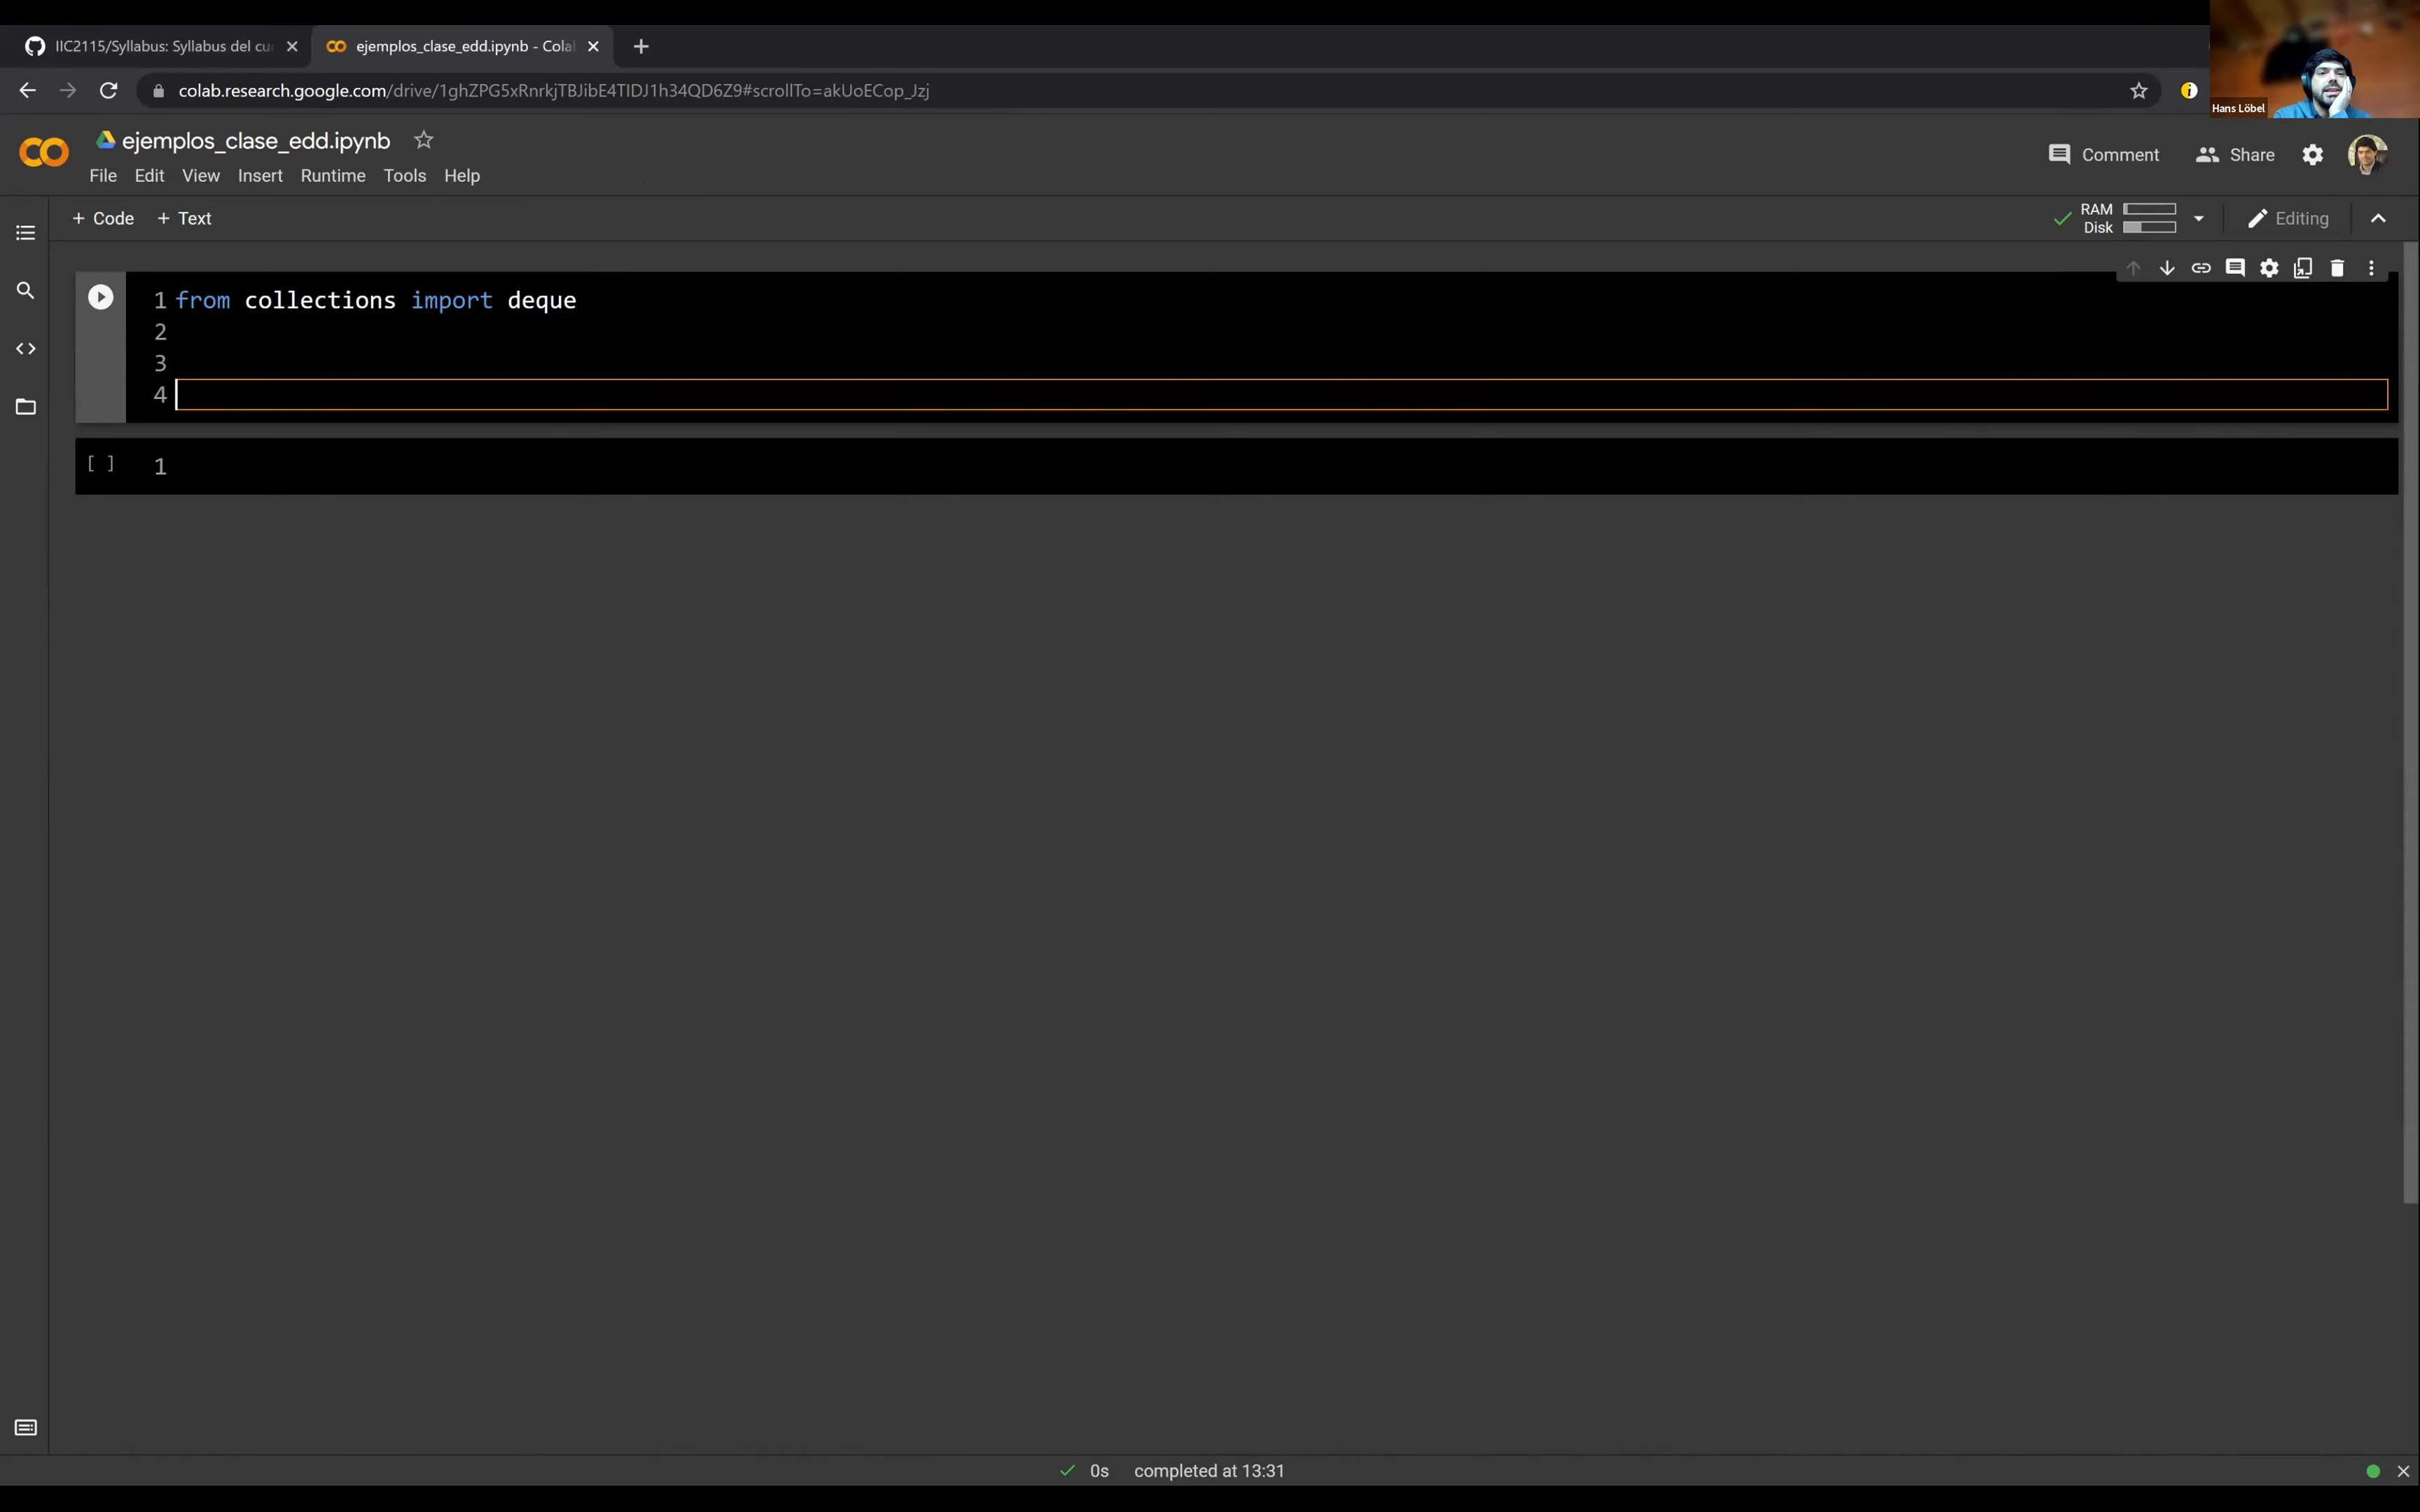 IIC2115/Syllabus: Syllabus del cu
ejemplos_clase_edd.ipynb - Cola
colab.research.google.com/drive/1ghZPG5xRnrkjTBJibE4TIDJ1h34QD6Z9#scrollTo=akUoECop_Jzj
Hans Löbel
ejemplos_clase_edd.ipynb
Comment
Share
File Edit View Insert Runtime Tools Help
+ Code + Text
RAM
Disk
Editing
1 from collections import deque
2
3
4
[ ] 1
0s completed at 13:31